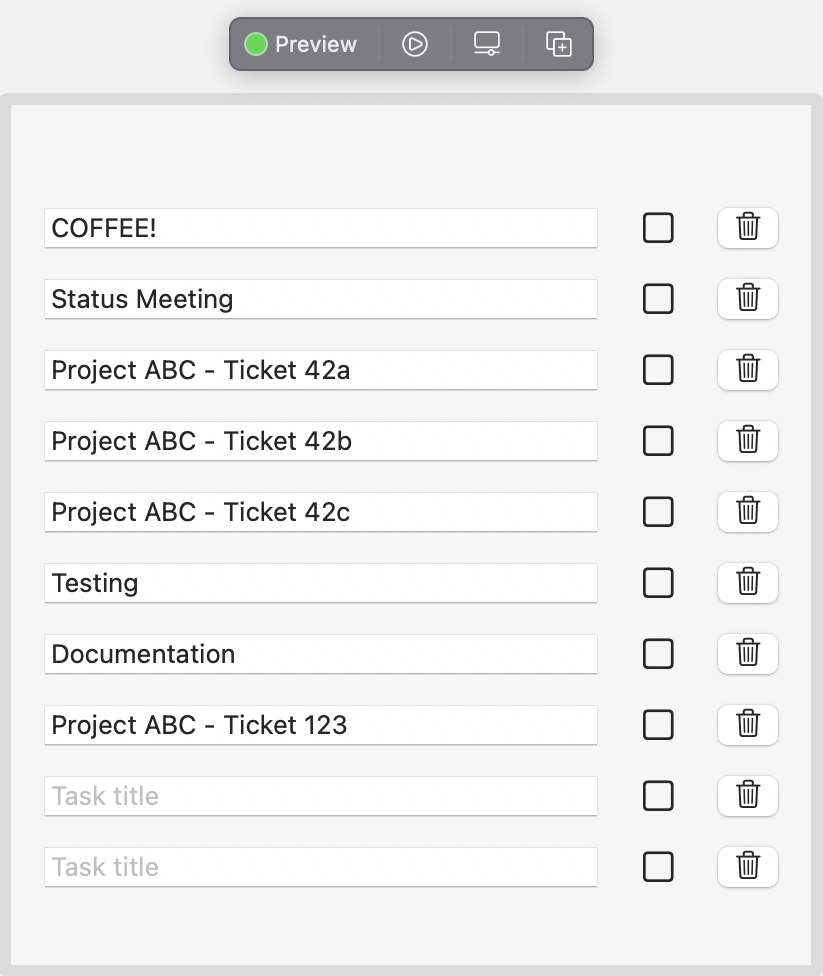 Preview
COFFEE!
Status Meeting
Project ABC - Ticket 42a
Project ABC - Ticket 42b
Project ABC - Ticket 42c
Testing
Documentation
Project ABC - Ticket 123
Task title
Task title